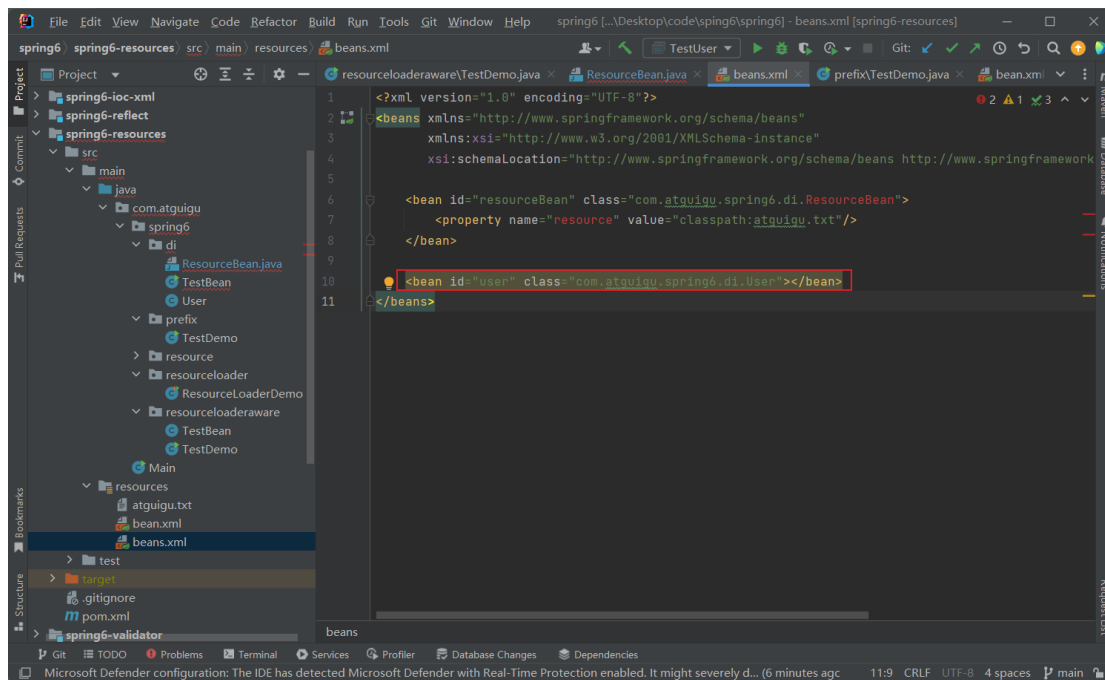 File Edit View Navigate Code Refactor Build Run Tools Git Window Help spring6 [...\Desktop\code\sping6\spring6] - beans.xml [spring6-resources]
spring6 spring6-resources src main resources beans.xml TestUser Git:
Project resourceloaderaware\TestDemo.java ResourceBean.java beans.xml prefix\TestDemo.java bean.xml
spring6-ioc-xml
spring6-reflect
spring6-resources
src
main
java
com.atguigu
spring6
di
ResourceBean.java
TestBean
User
prefix
TestDemo
resource
resourceloader
ResourceLoaderDemo
resourceloaderaware
TestBean
TestDemo
Main
resources
atguigu.txt
bean.xml
beans.xml
test
target
.gitignore
pom.xml
spring6-validator
2 1 3
1 <?xml version="1.0" encoding="UTF-8"?>
2 <beans xmlns="http://www.springframework.org/schema/beans"
3 xmlns:xsi="http://www.w3.org/2001/XMLSchema-instance"
4 xsi:schemaLocation="http://www.springframework.org/schema/beans http://www.springframework
5
6 <bean id="resourceBean" class="com.atguigu.spring6.di.ResourceBean">
7 <property name="resource" value="classpath:atguigu.txt"/>
8 </bean>
9
10 <bean id="user" class="com.atguigu.spring6.di.User"></bean>
11 </beans>
beans
Project
Commit
Pull Requests
Bookmarks
Structure
Maven
Database
Notifications
RequestList
Git TODO Problems Terminal Services Profiler Database Changes Dependencies
Microsoft Defender configuration: The IDE has detected Microsoft Defender with Real-Time Protection enabled. It might severely d... (6 minutes agc 11:9 CRLF UTF-8 4 spaces main